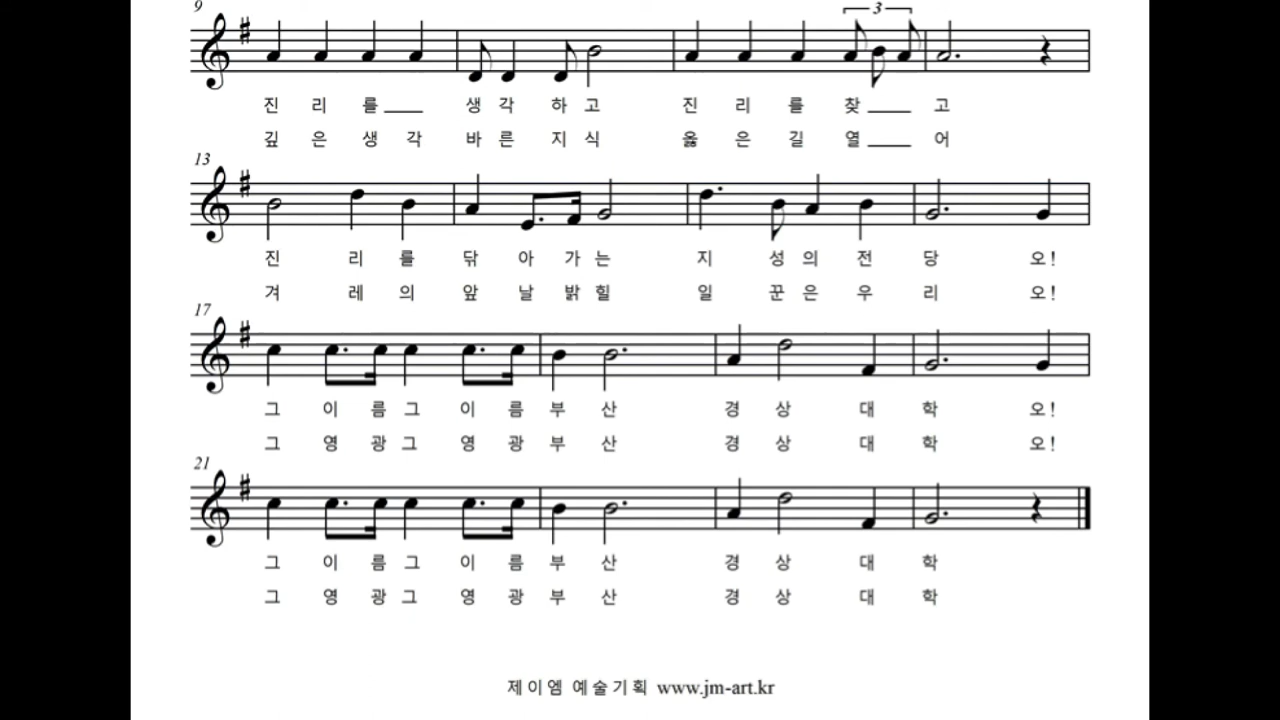 9
3
진 리 를 생 각 하 고 진 리 를 찾 고
깊 은 생 각 바 른 지 식 옳 은 길 열 어
13
진 리 를 닦 아 가 는 지 성 의 전 당 오!
겨 레 의 앞 날 밝 힐 일 꾼 은 우 리 오!
17
그 이 름 그 이 름 부 산 경 상 대 학 오!
그 영 광 그 영 광 부 산 경 상 대 학 오!
21
그 이 름 그 이 름 부 산 경 상 대 학
그 영 광 그 영 광 부 산 경 상 대 학
제이엠 예술기획 www.jm-art.kr